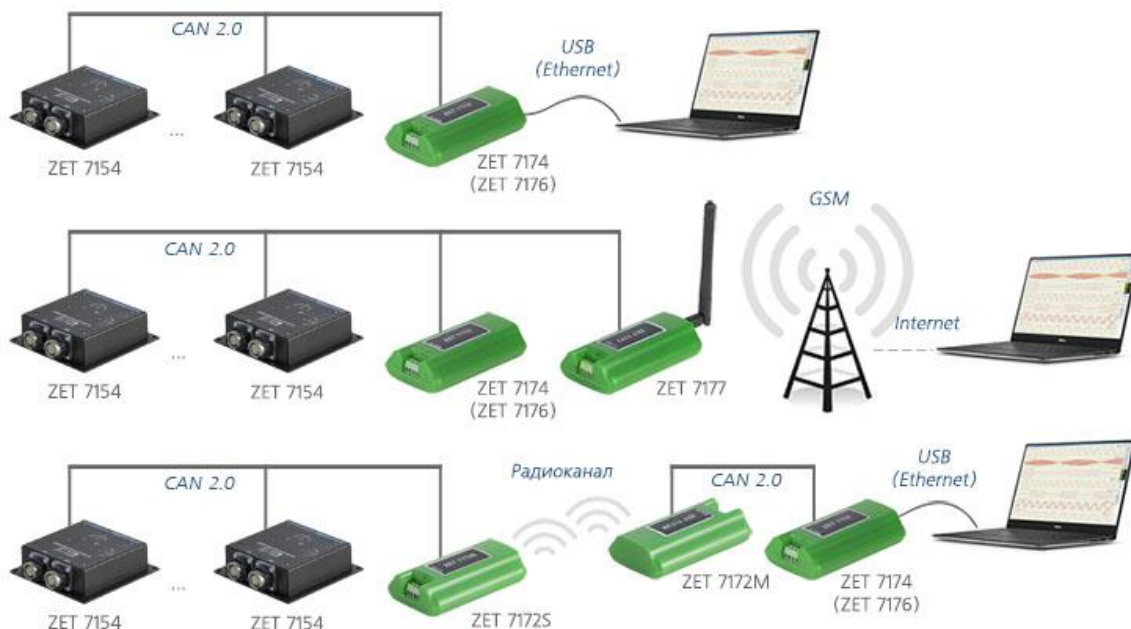 CAN 2.0
USB
(Ethernet)
ZET 7154
...
ZET 7154
ZET 7174
(ZET 7176)
CAN 2.0
GSM
Internet
ZET 7154
...
ZET 7154
ZET 7174
(ZET 7176)
ZET 7177
CAN 2.0
Радиоканал
CAN 2.0
USB
(Ethernet)
ZET 7154
...
ZET 7154
ZET 7172S
ZET 7172M
ZET 7174
(ZET 7176)